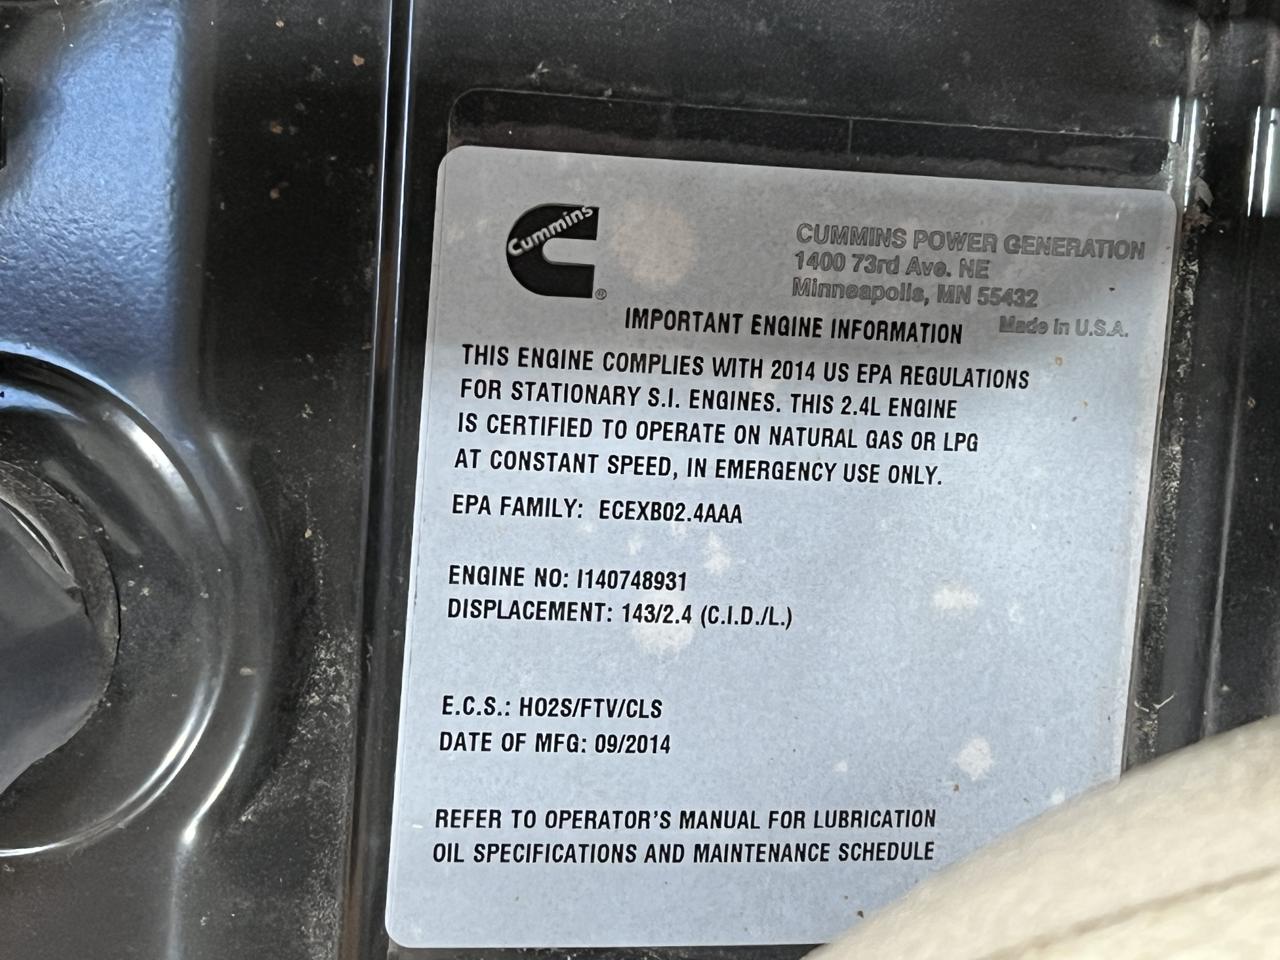 Cummins
®
CUMMINS POWER GENERATION
1400 73rd Ave. NE
Minneapolis, MN 55432
Made in U.S.A.
IMPORTANT ENGINE INFORMATION
THIS ENGINE COMPLIES WITH 2014 US EPA REGULATIONS
FOR STATIONARY S.I. ENGINES. THIS 2.4L ENGINE
IS CERTIFIED TO OPERATE ON NATURAL GAS OR LPG
AT CONSTANT SPEED, IN EMERGENCY USE ONLY.
EPA FAMILY: ECEXB02.4AAA
ENGINE NO: I140748931
DISPLACEMENT: 143/2.4 (C.I.D./L.)
E.C.S.: HO2S/FTV/CLS
DATE OF MFG: 09/2014
REFER TO OPERATOR'S MANUAL FOR LUBRICATION
OIL SPECIFICATIONS AND MAINTENANCE SCHEDULE